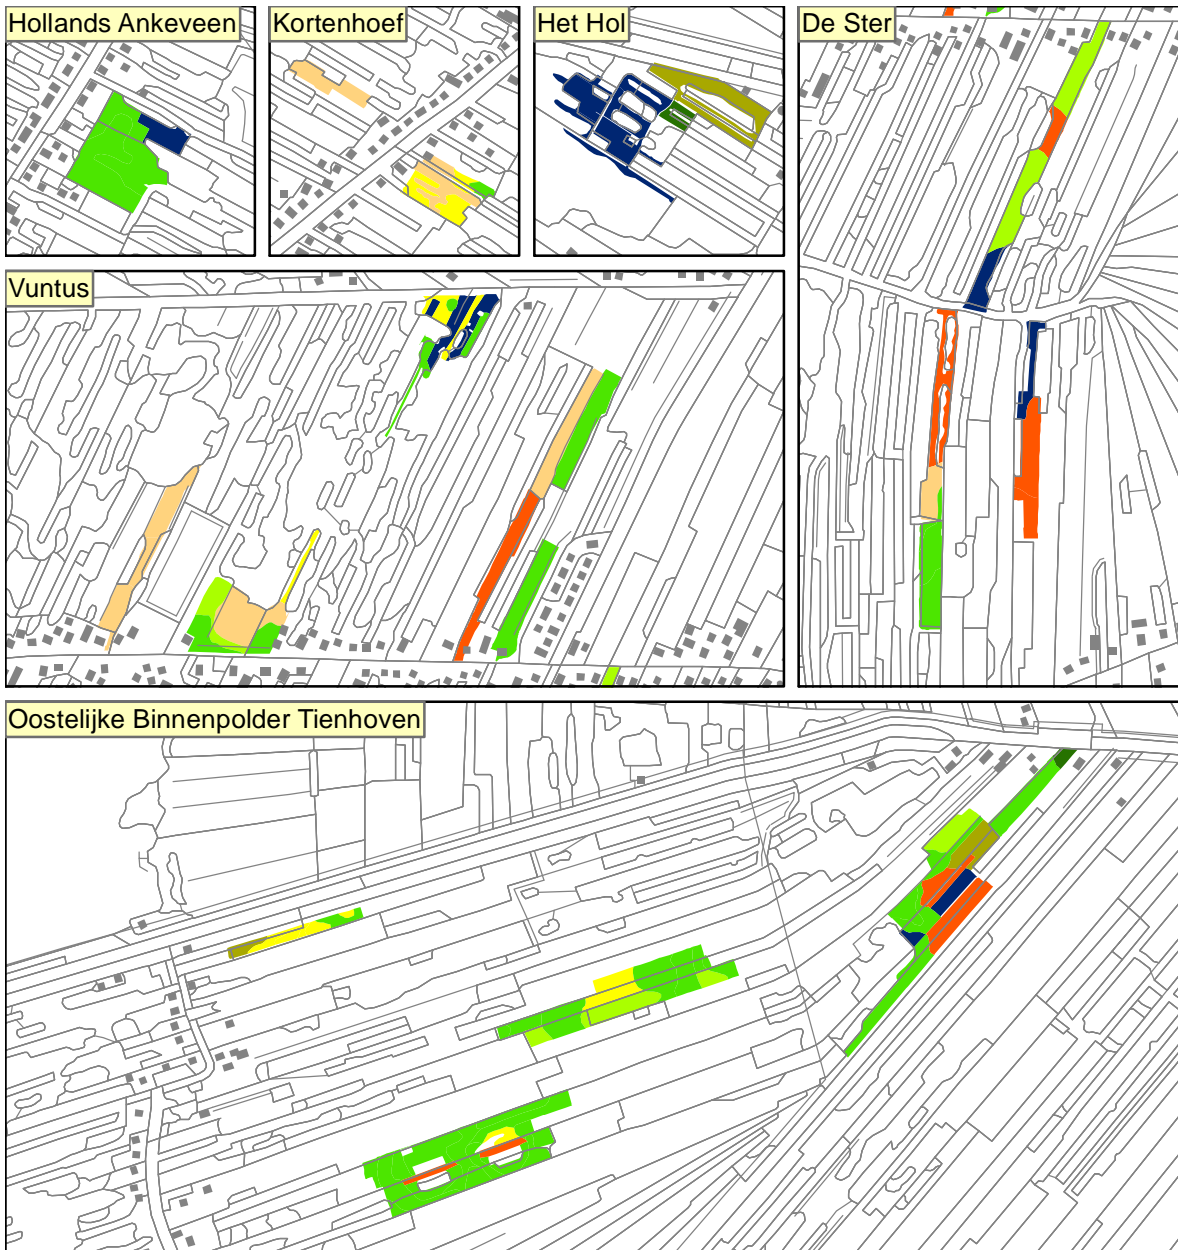 Hollands Ankeveen
Kortenhoef
Het Hol
De Ster
Vuntus
Oostelijke Binnenpolder Tienhoven